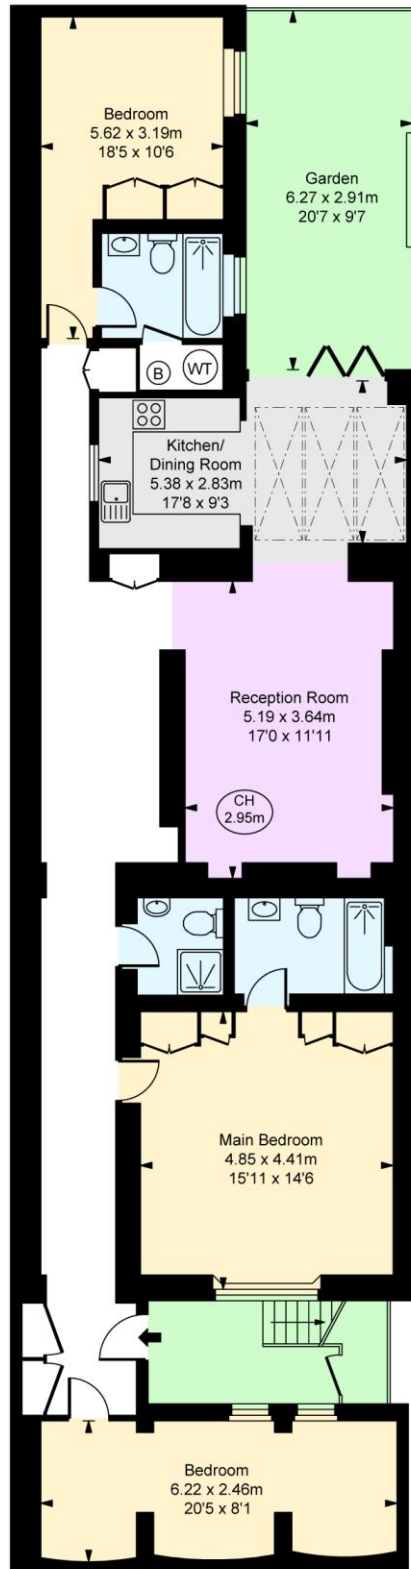 Bedroom
5.62 x 3.19m
18'5 x 10'6
Garden
6.27 x 2.91m
20'7 x 9'7
B
WT
Kitchen/
Dining Room
5.38 x 2.83m
17'8 x 9'3
Reception Room
5.19 x 3.64m
17'0 x 11'11
CH
2.95m
Main Bedroom
4.85 x 4.41m
15'11 x 14'6
Bedroom
6.22 x 2.46m
20'5 x 8'1